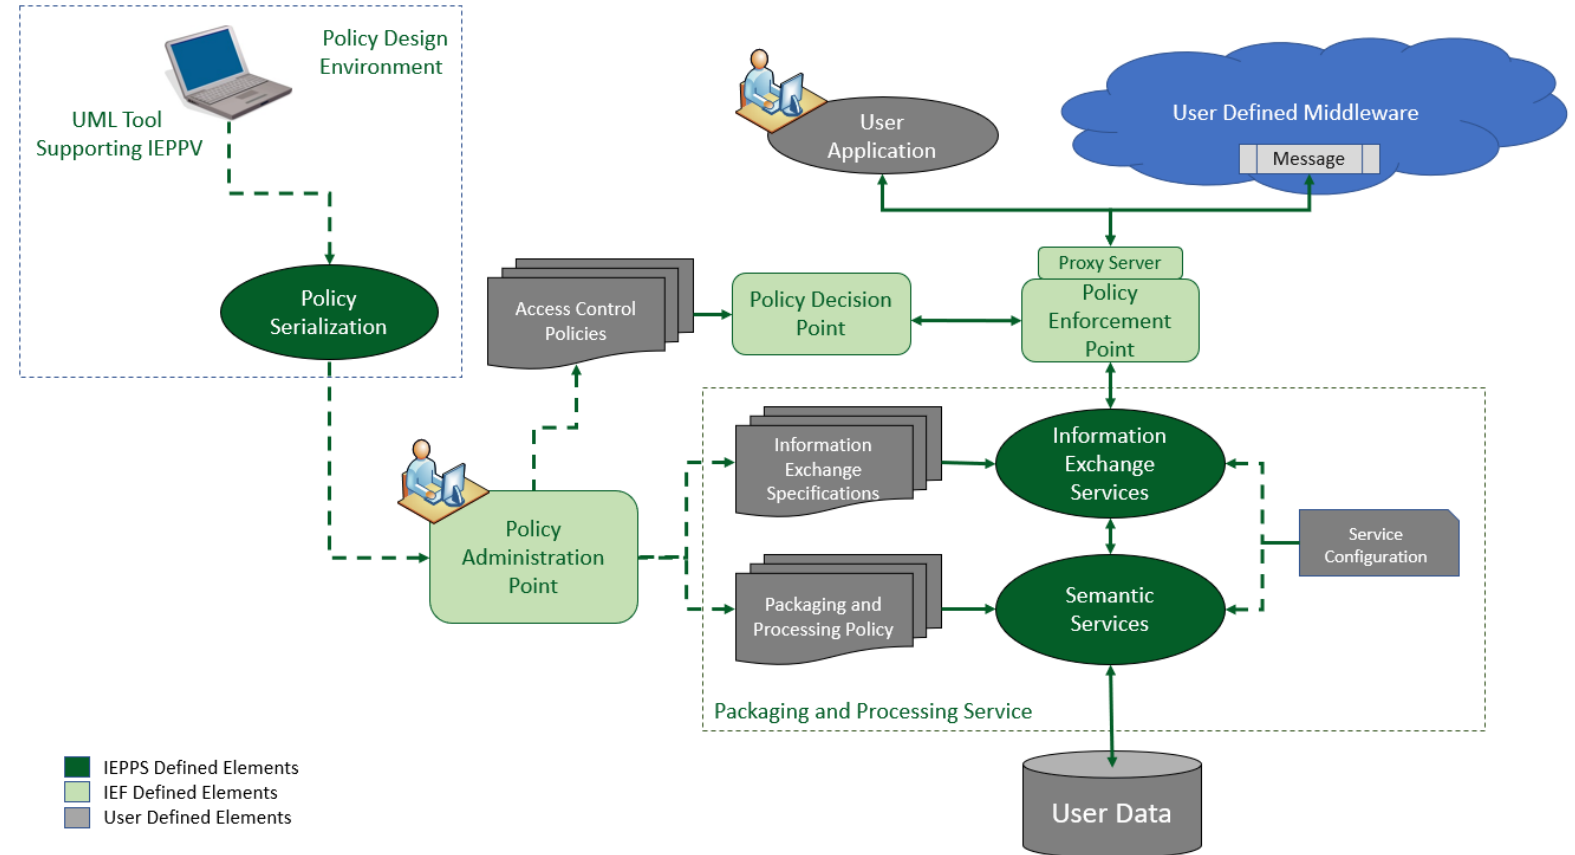 Policy Design
Environment
UML Tool
Supporting IEPPV
Policy
Serialization
User
Application
User Defined Middleware
Message
Proxy Server
Policy
Enforcement
Point
Policy Decision
Point
Access Control
Policies
Information
Exchange
Specifications
Information
Exchange
Services
Policy
Administration
Point
Service
Configuration
Packaging and
Processing Policy
Semantic
Services
Packaging and Processing Service
User Data
IEPPS Defined Elements
IEF Defined Elements
User Defined Elements